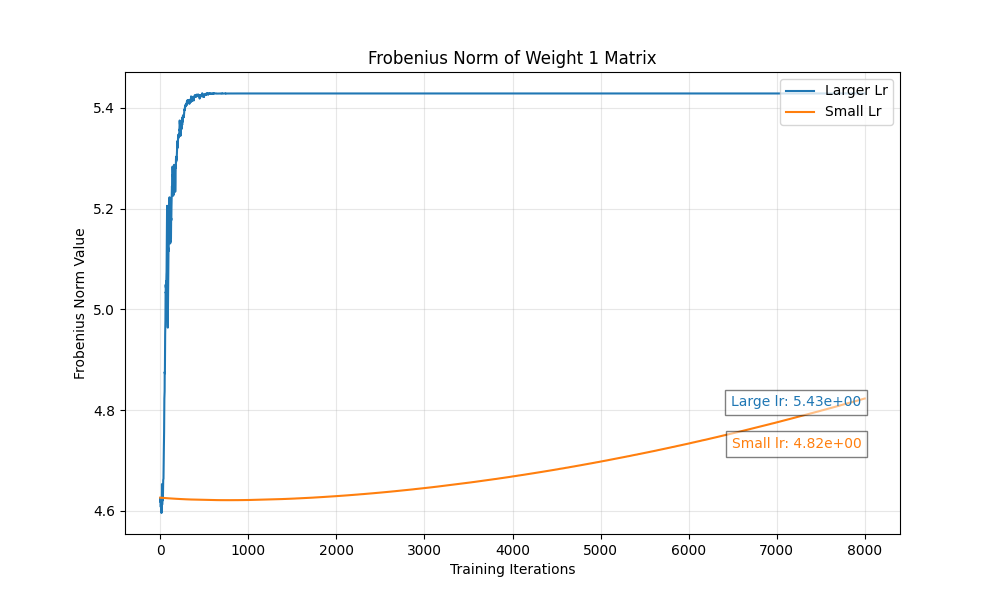 Frobenius Norm of Weight 1 Matrix
Larger Lr
Small Lr
Frobenius Norm Value
5.4
5.2
5.0
4.8
4.6
Large lr: 5.43e+00
Small lr: 4.82e+00
0
1000
2000
3000
4000
5000
6000
7000
8000
Training Iterations